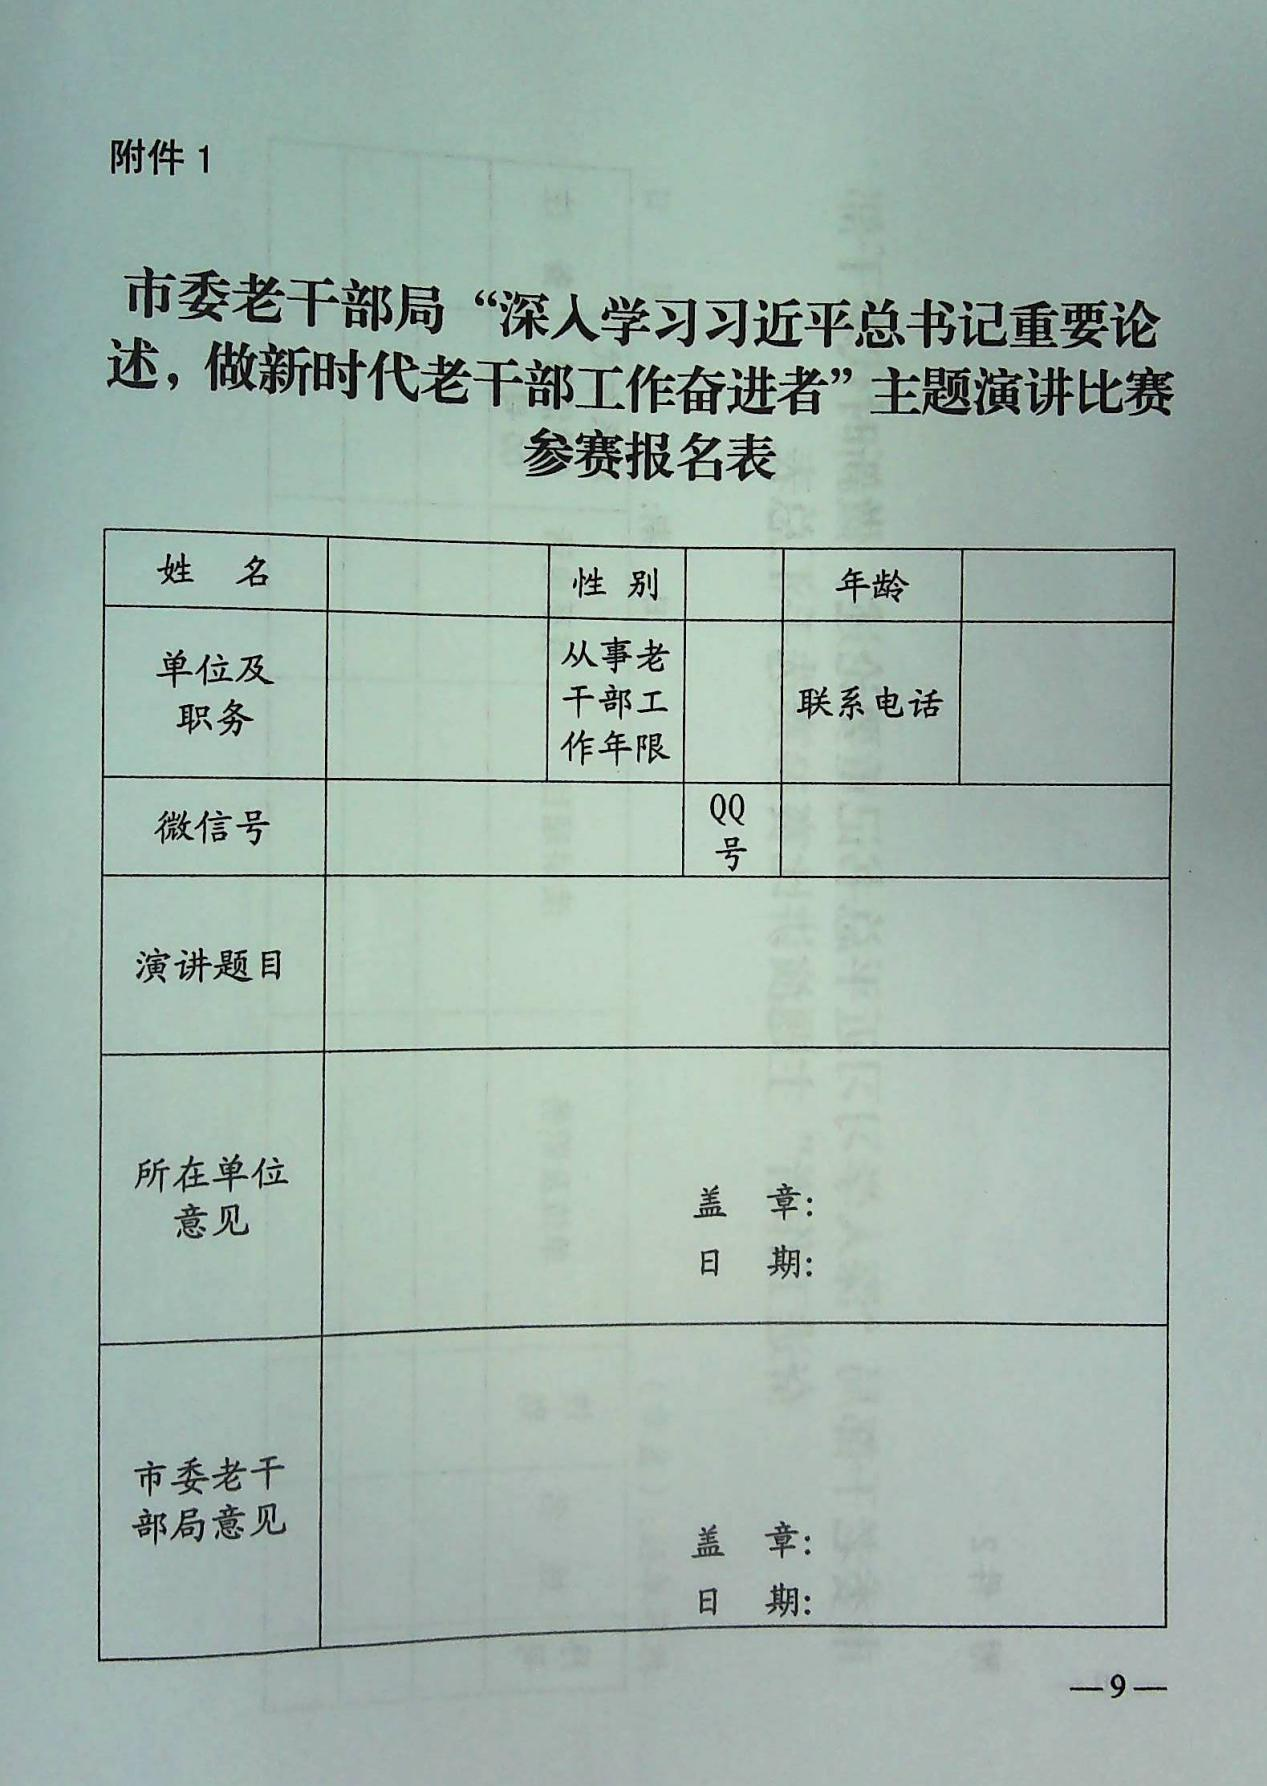 附件 1
市委老干部局“深入学习习近平总书记重要论
述，做新时代老干部工作奋进者”主题演讲比赛
参赛报名表
姓 名
性 别
年龄
单位及
职务
从事老
干部工
作年限
联系电话
微信号
QQ
号
演讲题目
所在单位
意见
盖 章:
日 期:
市委老干
部局意见
盖 章:
日 期:
—9—